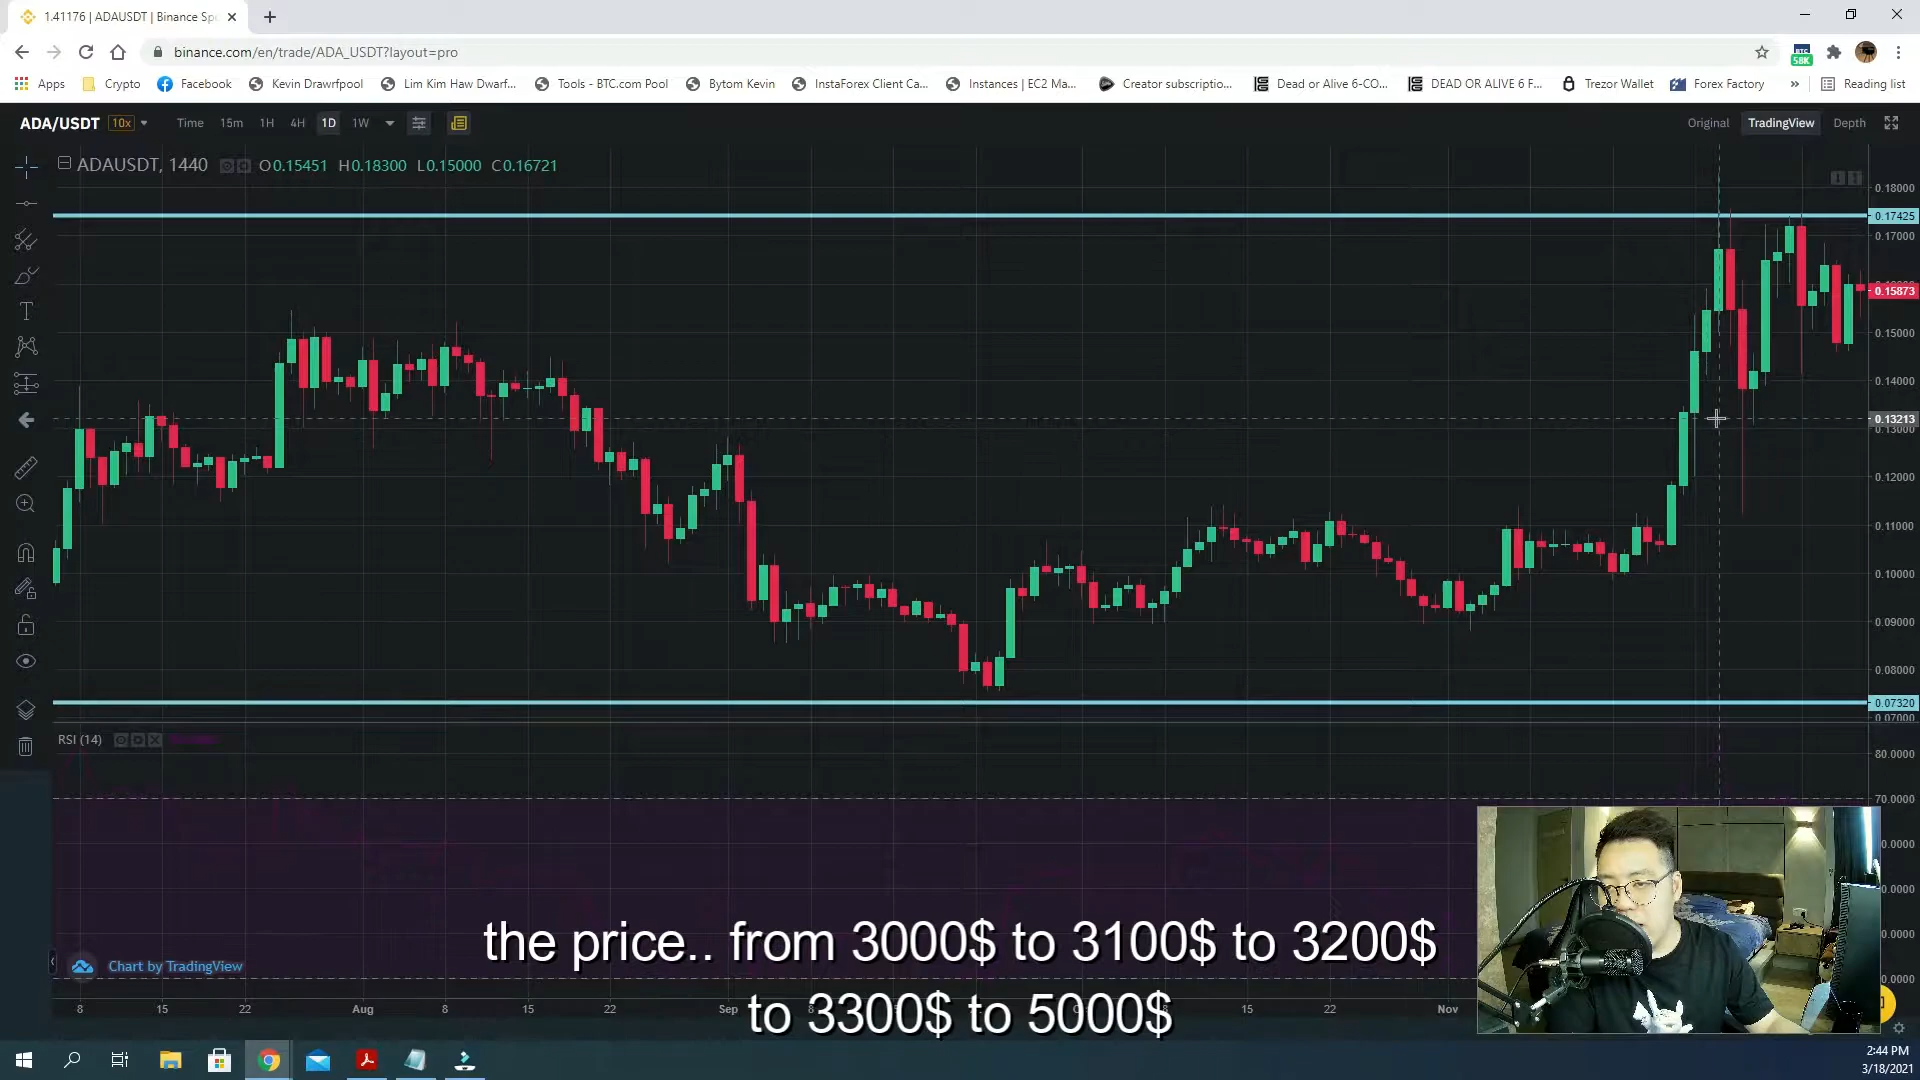 1.41176 | ADAUSDT | Binance Sp
binance.com/en/trade/ADA_USDT?layout=pro
BTC
58K
Apps Crypto Facebook Kevin Drawrfpool Lim Kim Haw Dwarf... Tools - BTC.com Pool Bytom Kevin InstaForex Client Ca... Instances | EC2 Ma... Creator subscriptio... Dead or Alive 6-CO... DEAD OR ALIVE 6 F... Trezor Wallet Forex Factory » Reading list
ADA/USDT 10x Time 15m 1H 4H 1D 1W Original TradingView Depth
ADAUSDT, 1440 O0.15451 H0.18300 L0.15000 C0.16721
0.18000
0.17425
0.17000
0.15873
0.15000
0.14000
0.13213
0.13000
0.12000
0.11000
0.10000
0.09000
0.08000
0.07320
0.07000
RSI (14)
80.0000
70.0000
the price.. from 3000$ to 3100$ to 3200$
to 3300$ to 5000$
Chart by TradingView
8 15 22 Aug 8 15 22 Sep 15 22 Nov
2:44 PM
3/18/2021